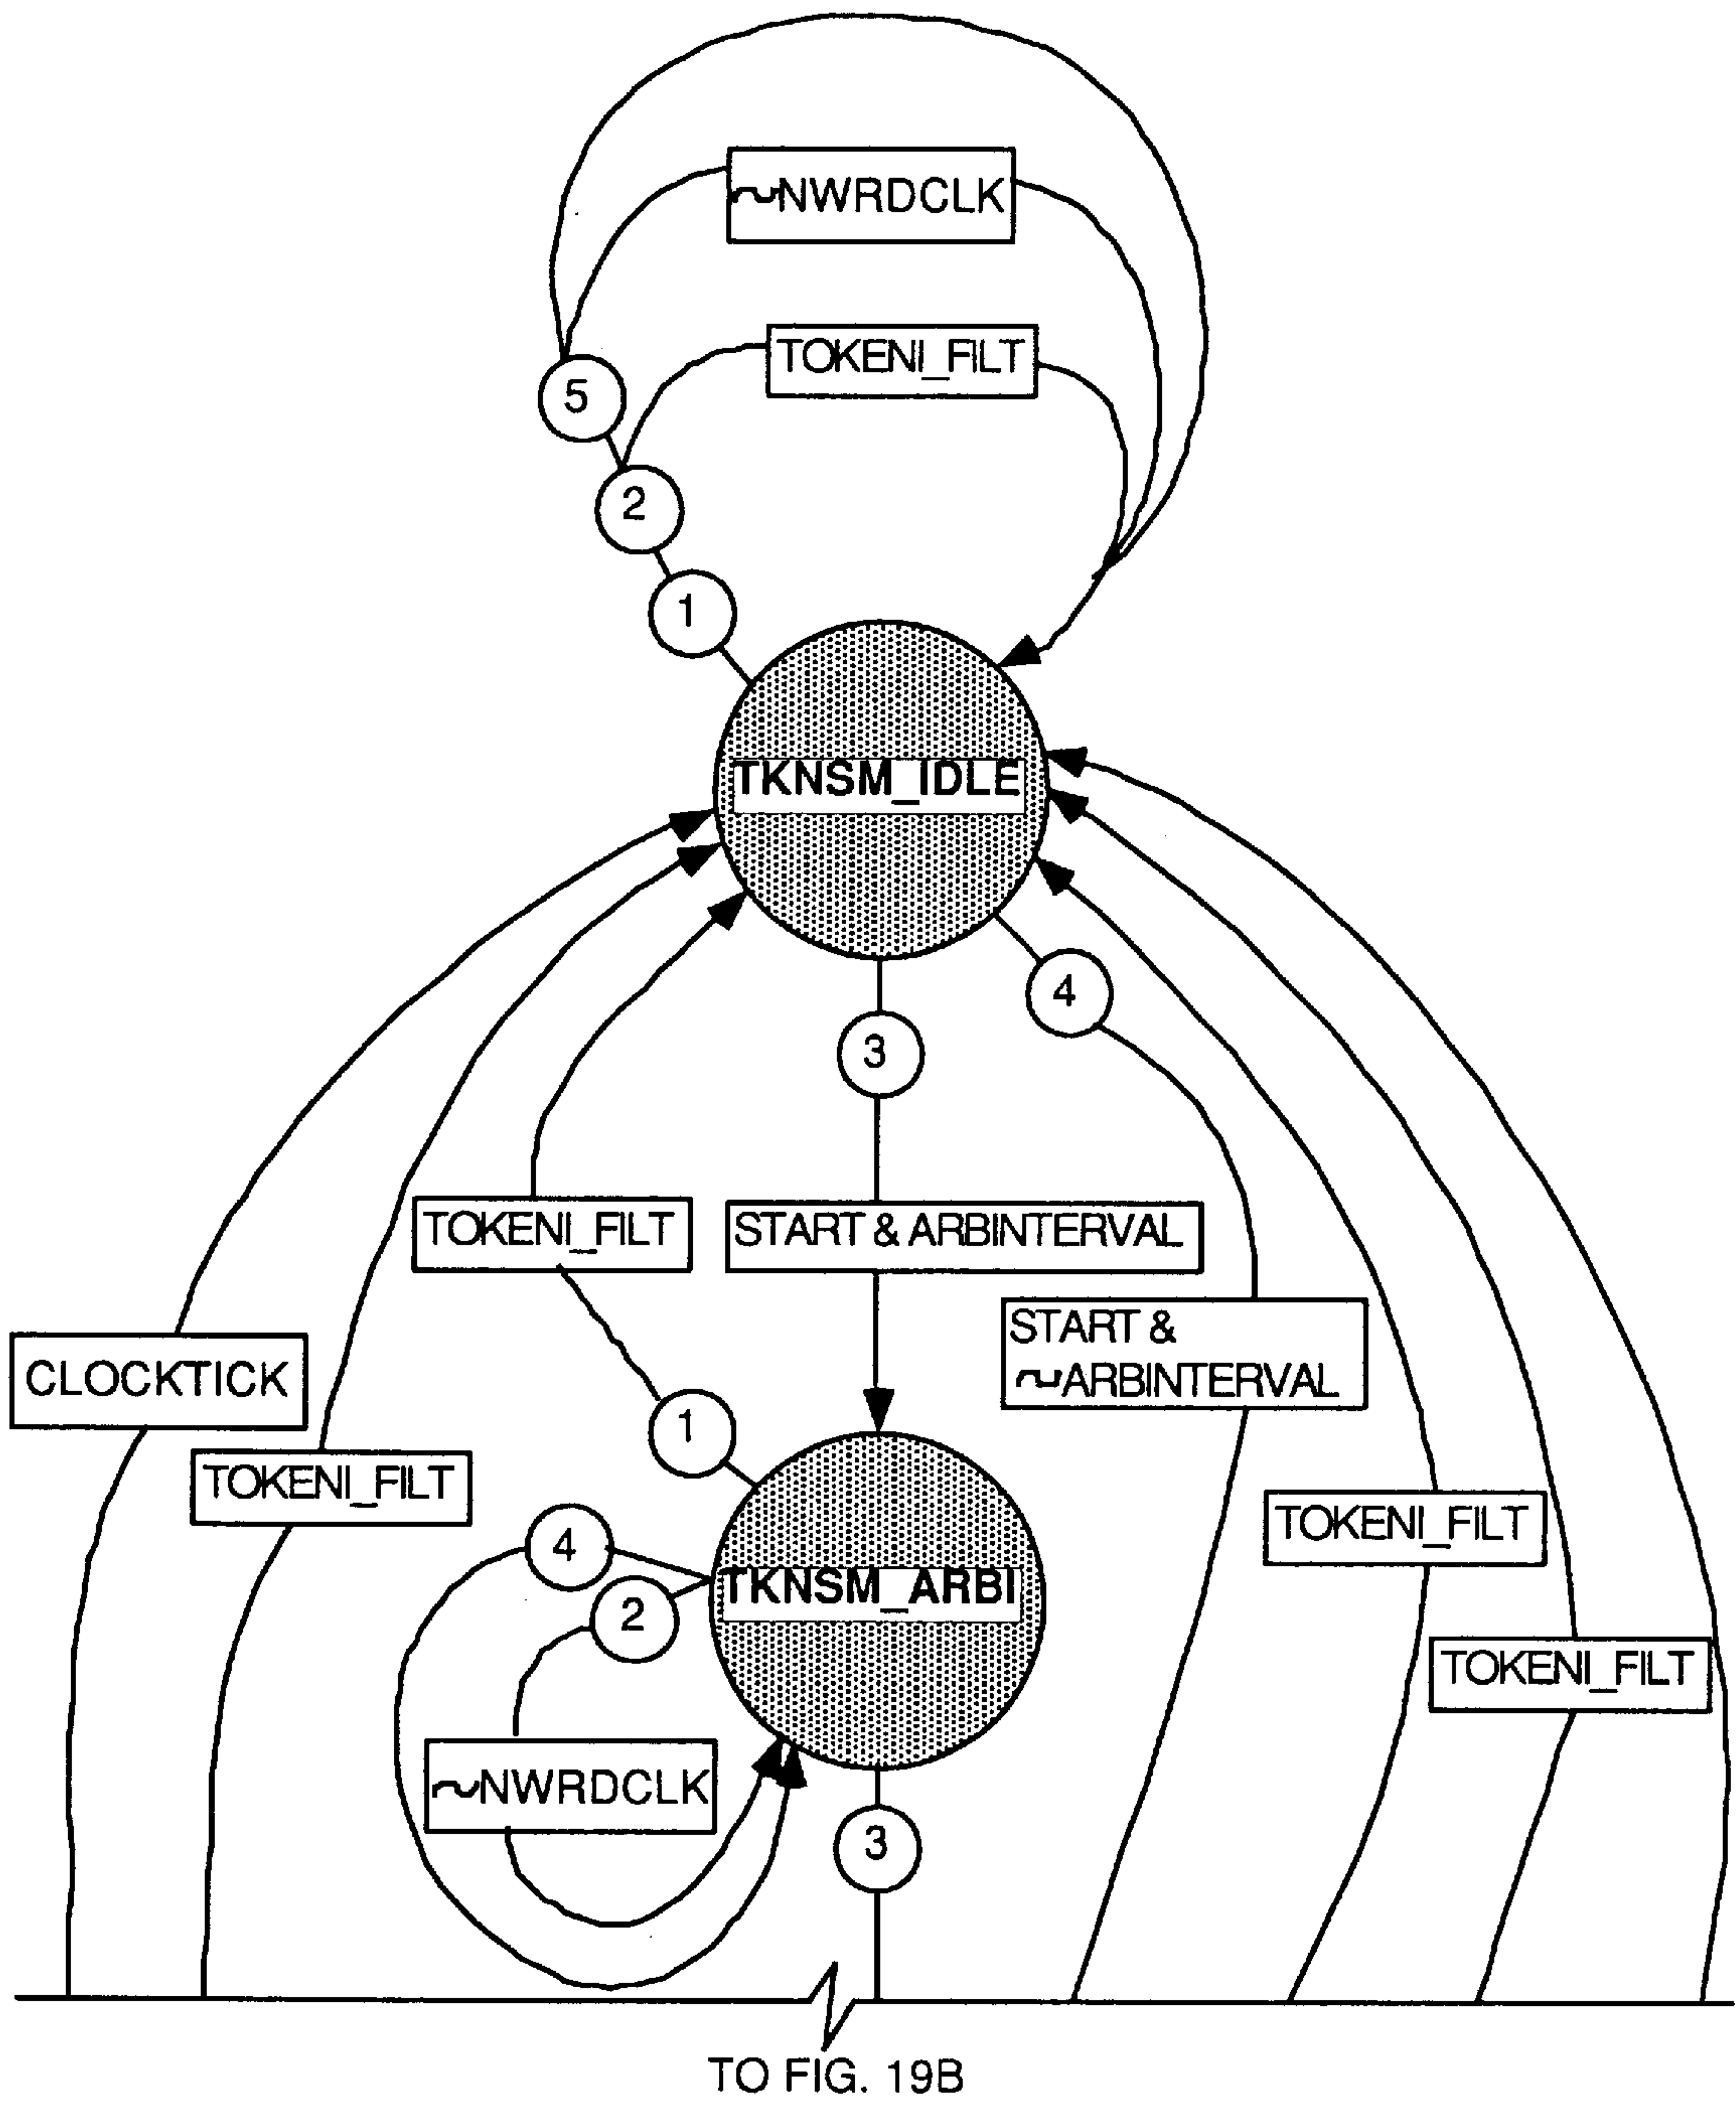 ~NWRDCLK
TOKENI_FILT
5
2
1
TKNSM_IDLE
4
3
TOKENI_FILT
START & ARBINTERVAL
START &
~ARBINTERVAL
CLOCKTICK
1
TOKENI_FILT
TOKENI_FILT
4
TKNSM_ARBI
2
TOKENI_FILT
~NWRDCLK
3
TO FIG. 19B